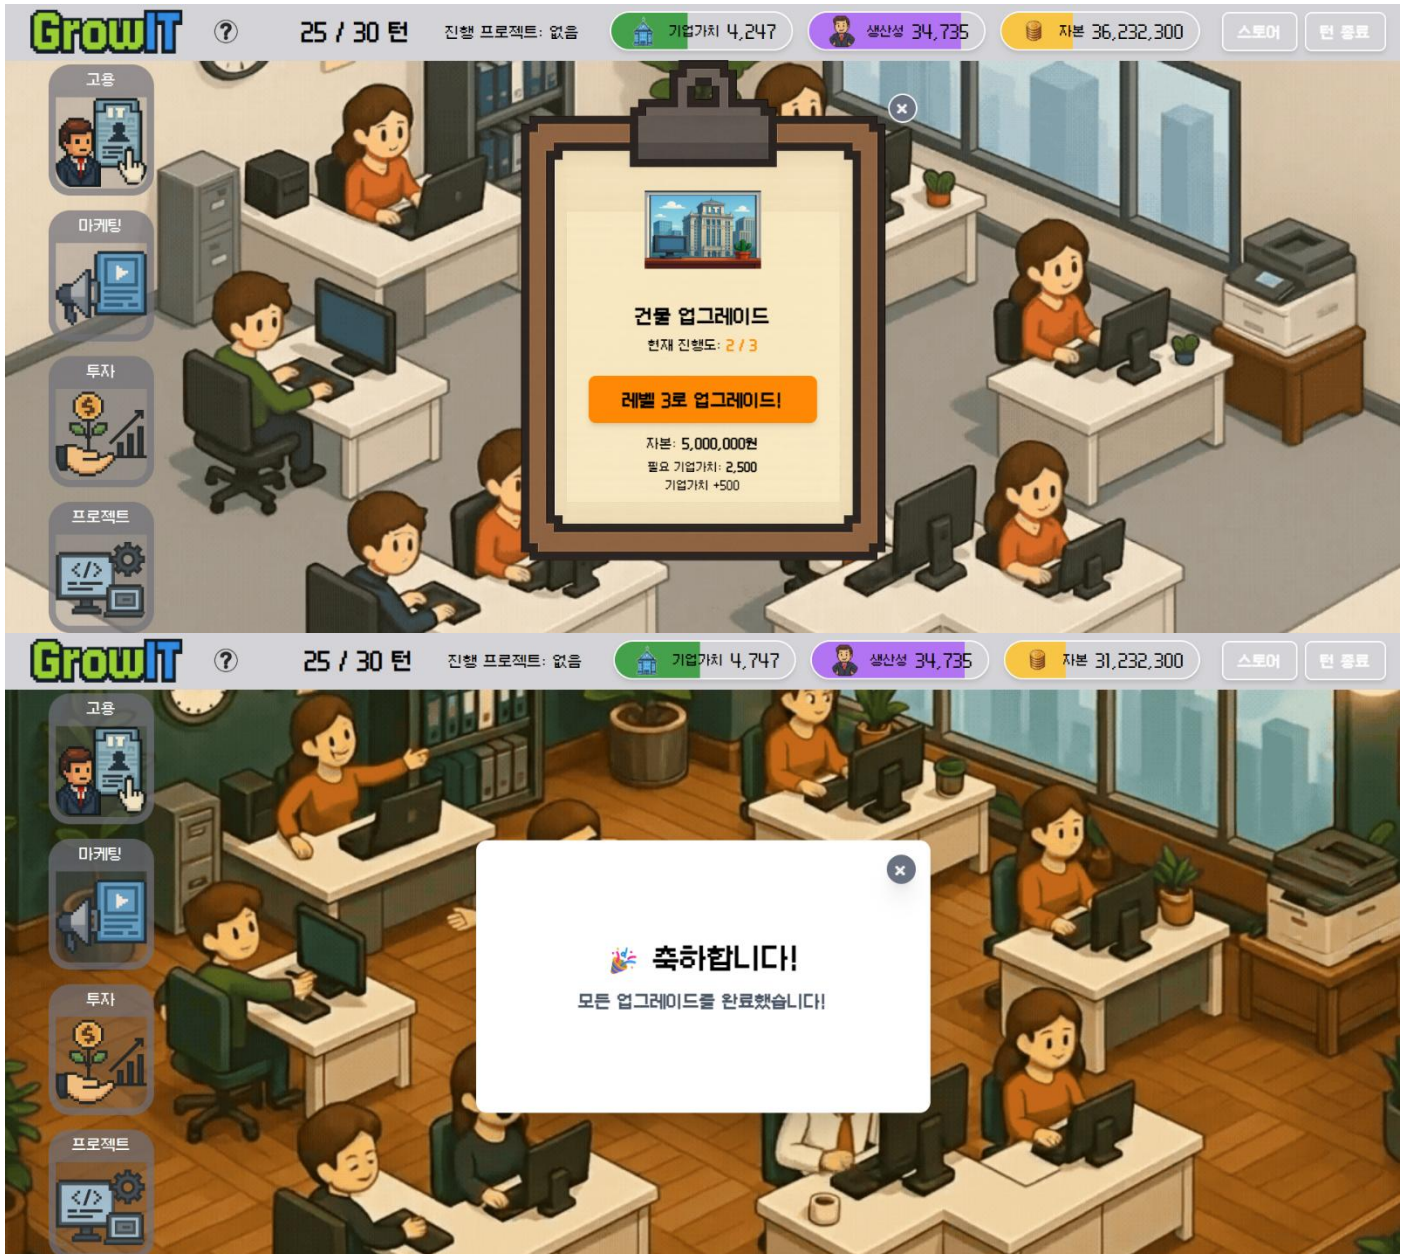 GrowIT
?
25 / 30 턴
진행 프로젝트: 없음
기업가치 4,247
생산성 34,735
자본 36,232,300
스토어
턴 종료
고용
IT
마케팅
투자
프로젝트
건물 업그레이드
현재 진행도: 2 / 3
레벨 3로 업그레이드!
자본: 5,000,000원
필요 기업가치: 2,500
기업가치 +500
GrowIT
?
25 / 30 턴
진행 프로젝트: 없음
기업가치 4,747
생산성 34,735
자본 31,232,300
스토어
턴 종료
고용
IT
마케팅
투자
프로젝트
🎉 축하합니다!
모든 업그레이드를 완료했습니다!